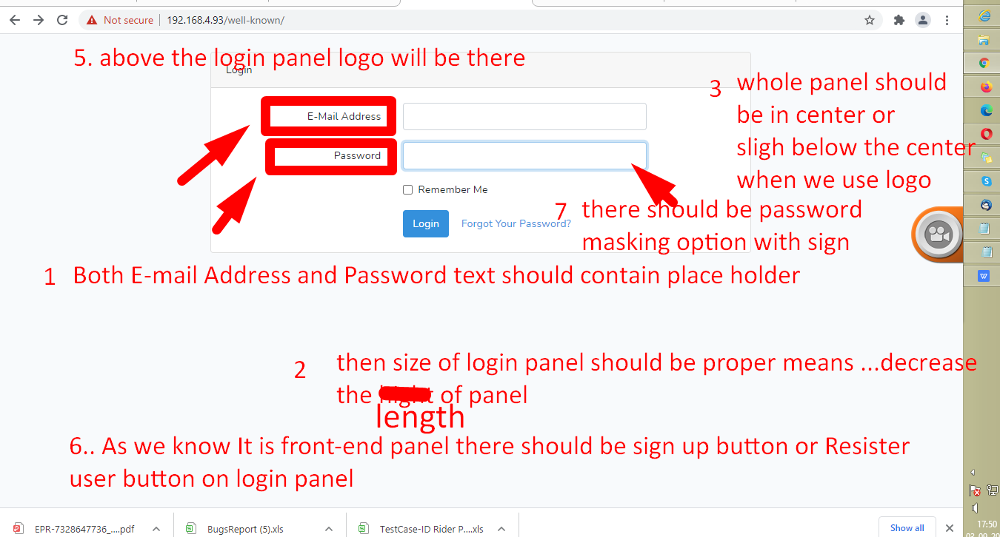 Not secure
192.168.4.93/well-known/
5. above the login panel logo will be there
Login
3 whole panel should
be in center or
sligh below the center
when we use logo
E-Mail Address
Password
Remember Me
7 there should be password
masking option with sign
Login Forgot Your Password?
1 Both E-mail Address and Password text should contain place holder
2 then size of login panel should be proper means ...decrease
the of panel
length
6.. As we know It is front-end panel there should be sign up button or Resister
user button on login panel
EPR-7328647736_....pdf
BugsReport (5).xls
TestCase-ID Rider P....xls
Show all
17:50